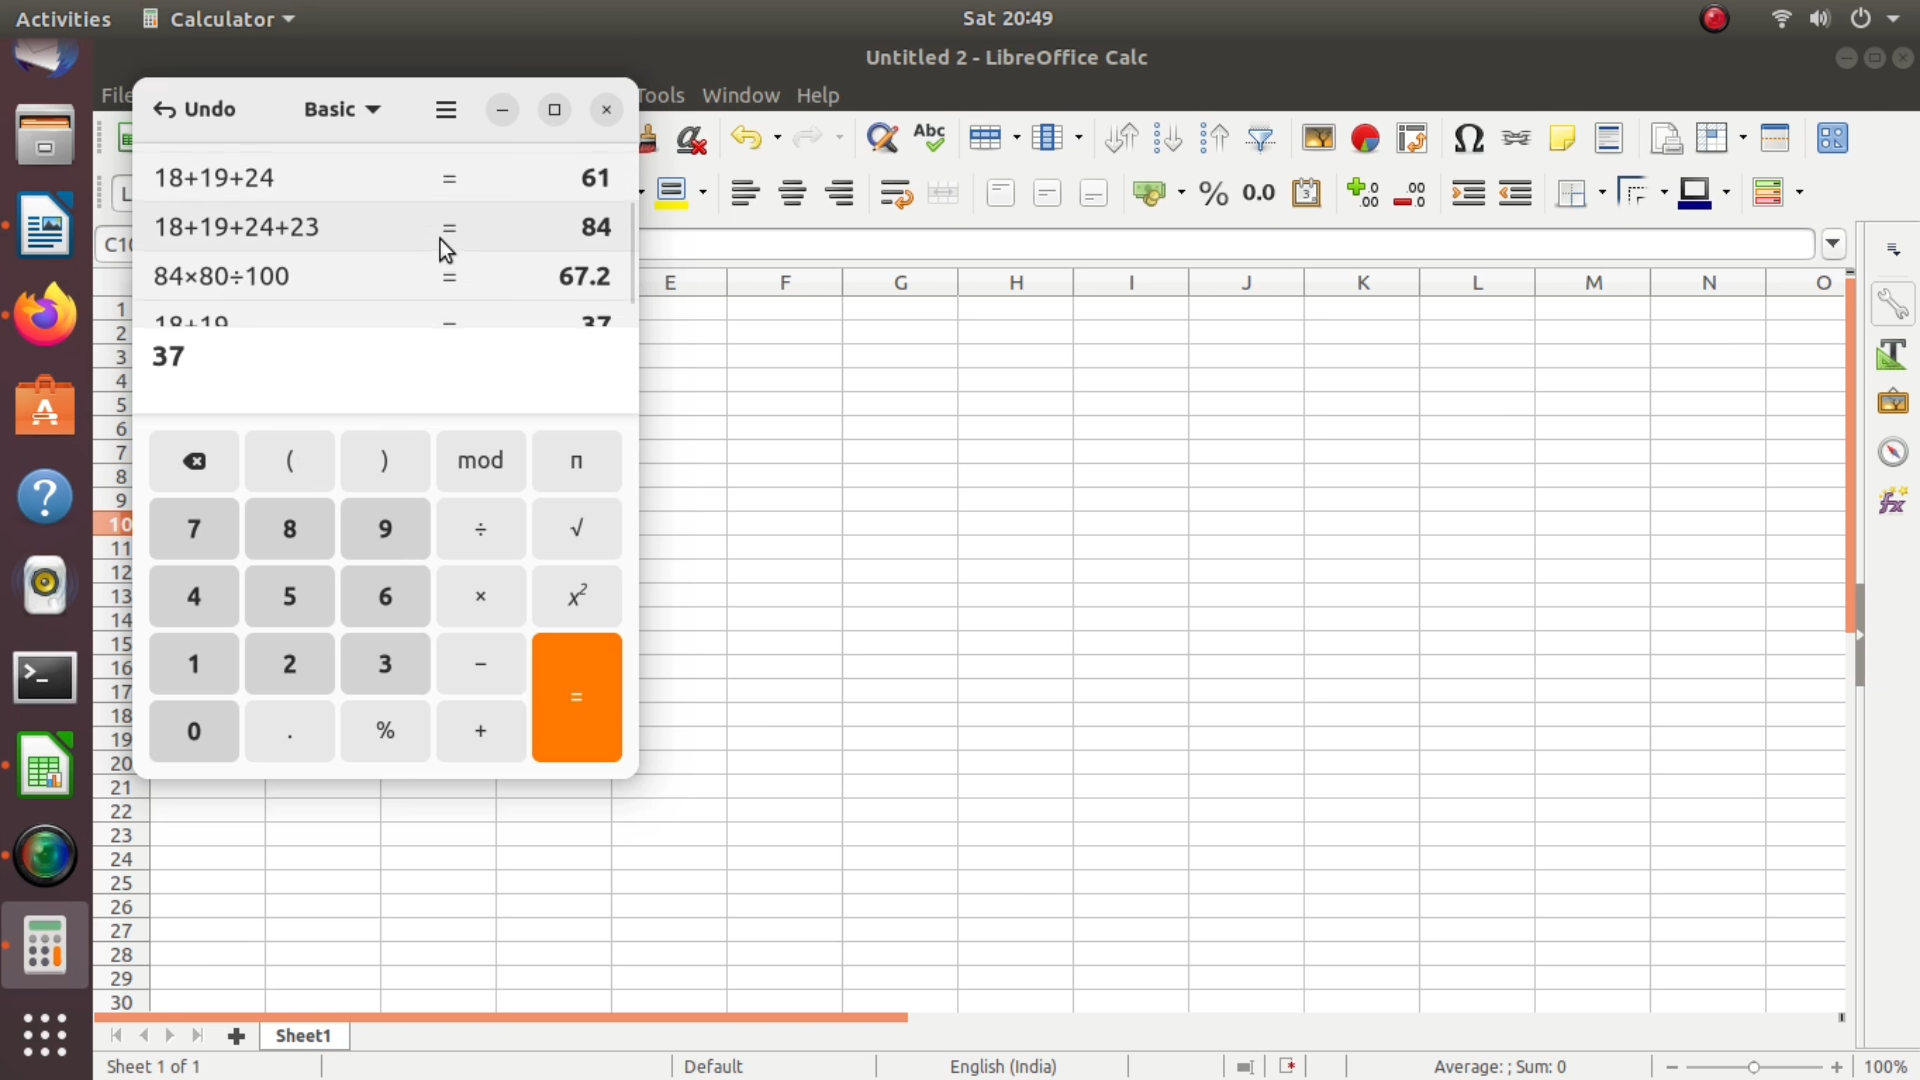 Activities Calculator Sat 20:49
Untitled 2 - LibreOffice Calc
Undo Basic
Window Help
18+19+24 = 61
18+19+24+23 = 84
84×80÷100 = 67.2
18+19 = 37
37
( ) mod π
7 8 9 ÷ √
4 5 6 × x²
1 2 3 −
0 . % + =
E F G H I J K L M N O
1
2
3
4
5
6
7
8
9
10
11
12
13
14
15
16
17
18
19
20
21
22
23
24
25
26
27
28
29
30
Sheet1
Sheet 1 of 1 Default English (India) Average: ; Sum: 0 100%